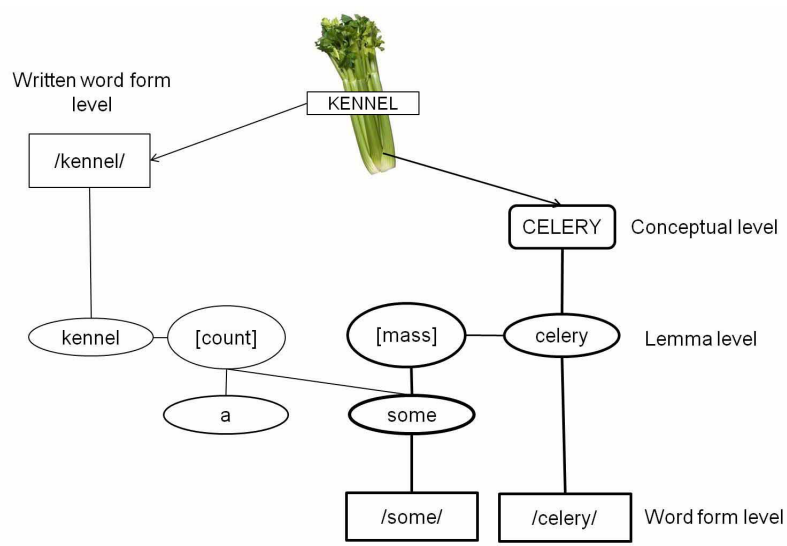 Written word form
level
KENNEL
/kennel/
CELERY
Conceptual level
kennel
[count]
[mass]
celery
Lemma level
a
some
/some/
/celery/
Word form level